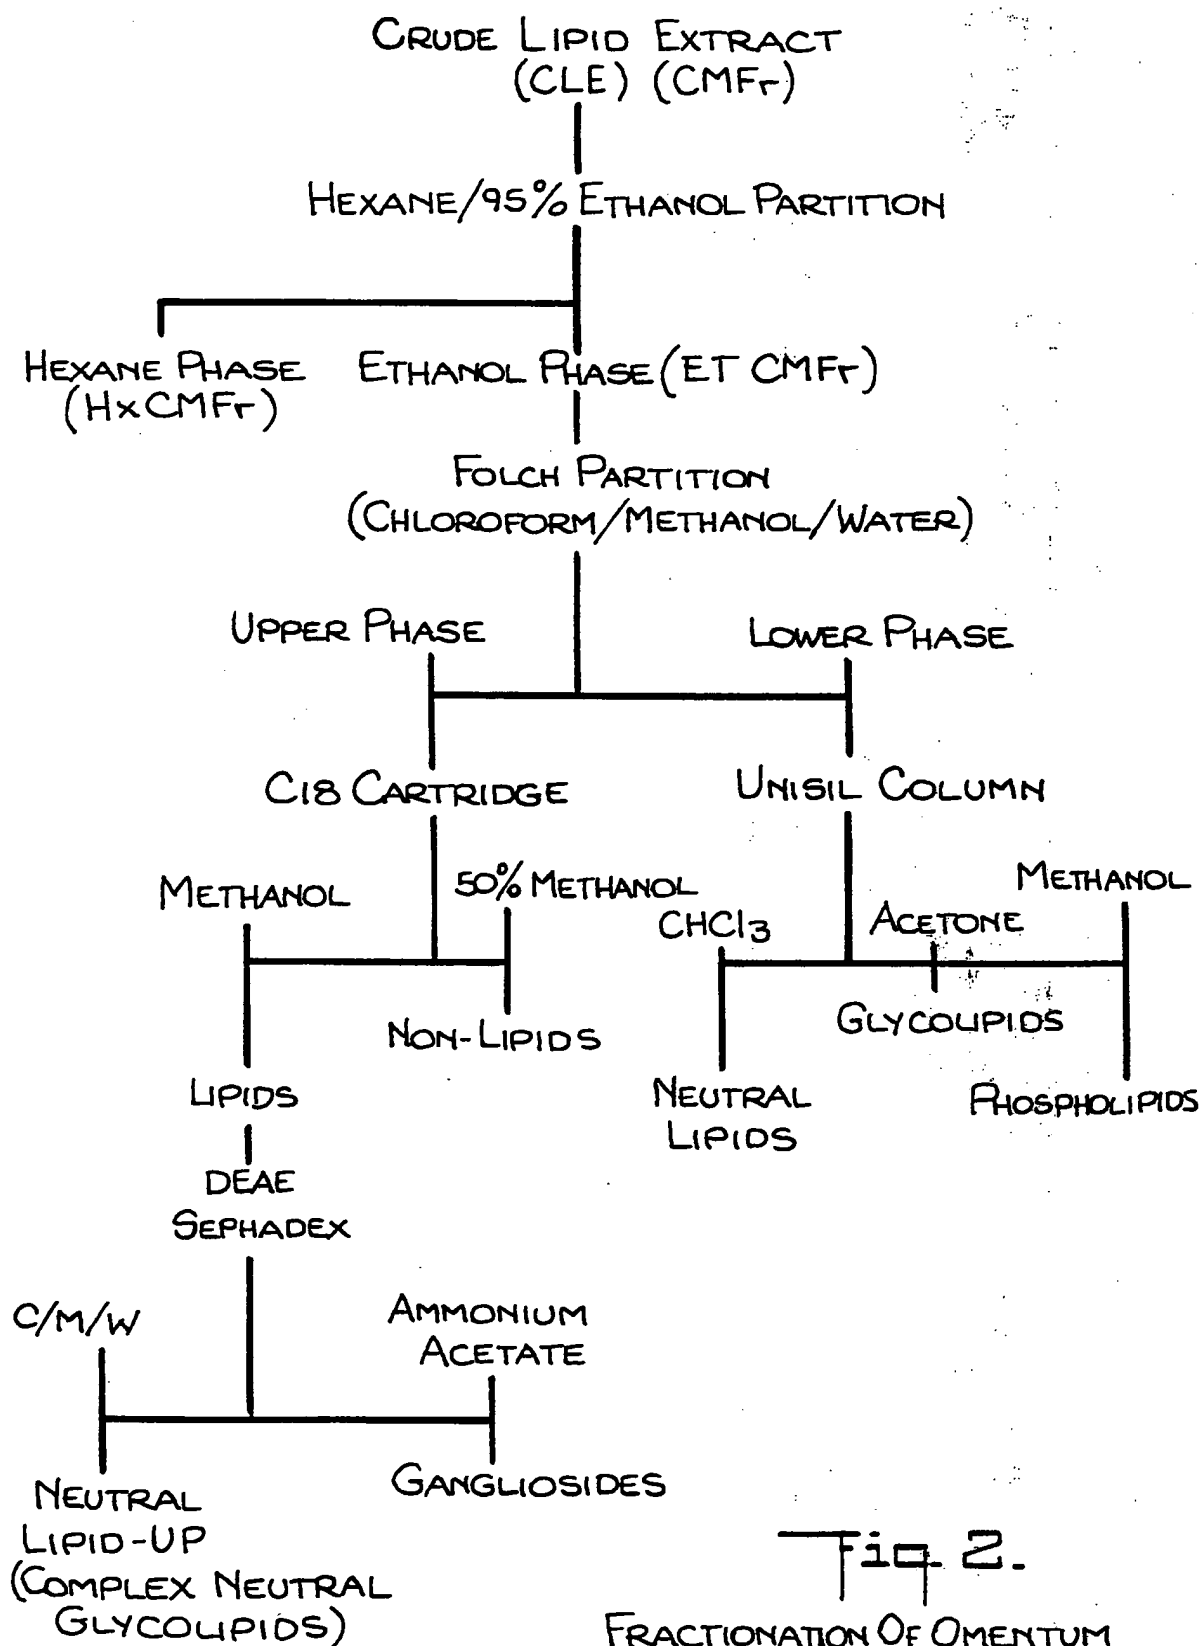 CRUDE LIPID EXTRACT
(CLE) (CMFr)
HEXANE/95% ETHANOL PARTITION
HEXANE PHASE
(HxCMFr)
ETHANOL PHASE (ET CMFr)
FOLCH PARTITION
(CHLOROFORM/METHANOL/WATER)
UPPER PHASE
LOWER PHASE
C18 CARTRIDGE
UNISIL COLUMN
METHANOL
50% METHANOL
CHCl3
ACETONE
METHANOL
NON-LIPIDS
GLYCOLIPIDS
LIPIDS
NEUTRAL
LIPIDS
PHOSPHOLIPIDS
DEAE
SEPHADEX
C/M/W
AMMONIUM
ACETATE
NEUTRAL
LIPID-UP
(COMPLEX NEUTRAL
GLYCOLIPIDS)
GANGLIOSIDES
Fig. 2.
FRACTIONATION OF OMENTUM